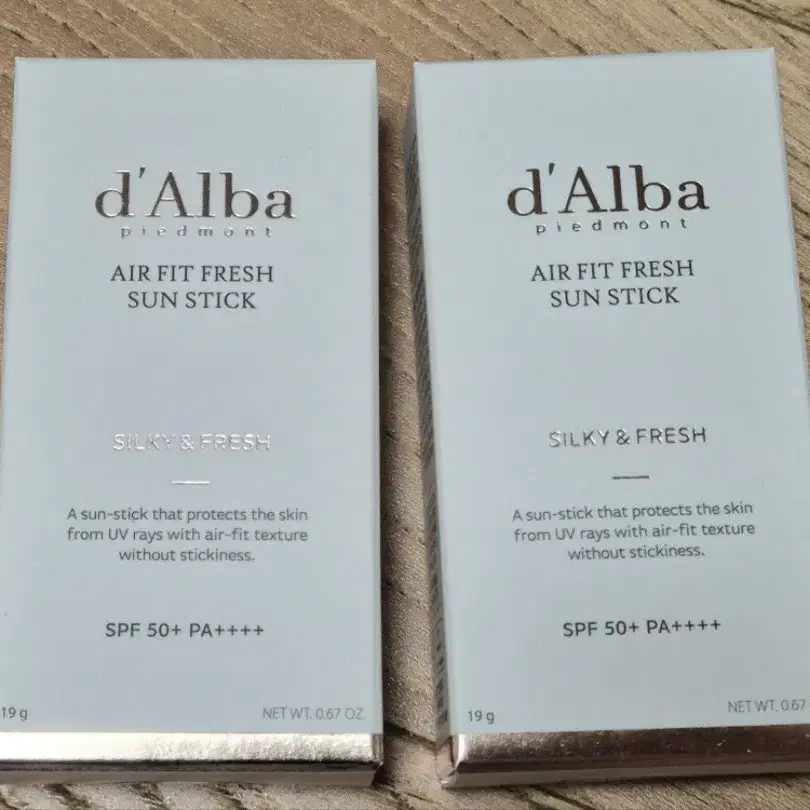 d'Alba
piedmont
AIR FIT FRESH
SUN STICK
SILKY & FRESH
A sun-stick that protects the skin
from UV rays with air-fit texture
without stickiness.
SPF 50+ PA++++
19 g
NET WT. 0.67 OZ.
d'Alba
piedmont
AIR FIT FRESH
SUN STICK
SILKY & FRESH
A sun-stick that protects the skin
from UV rays with air-fit texture
without stickiness.
SPF 50+ PA++++
19 g
NET WT. 0.67